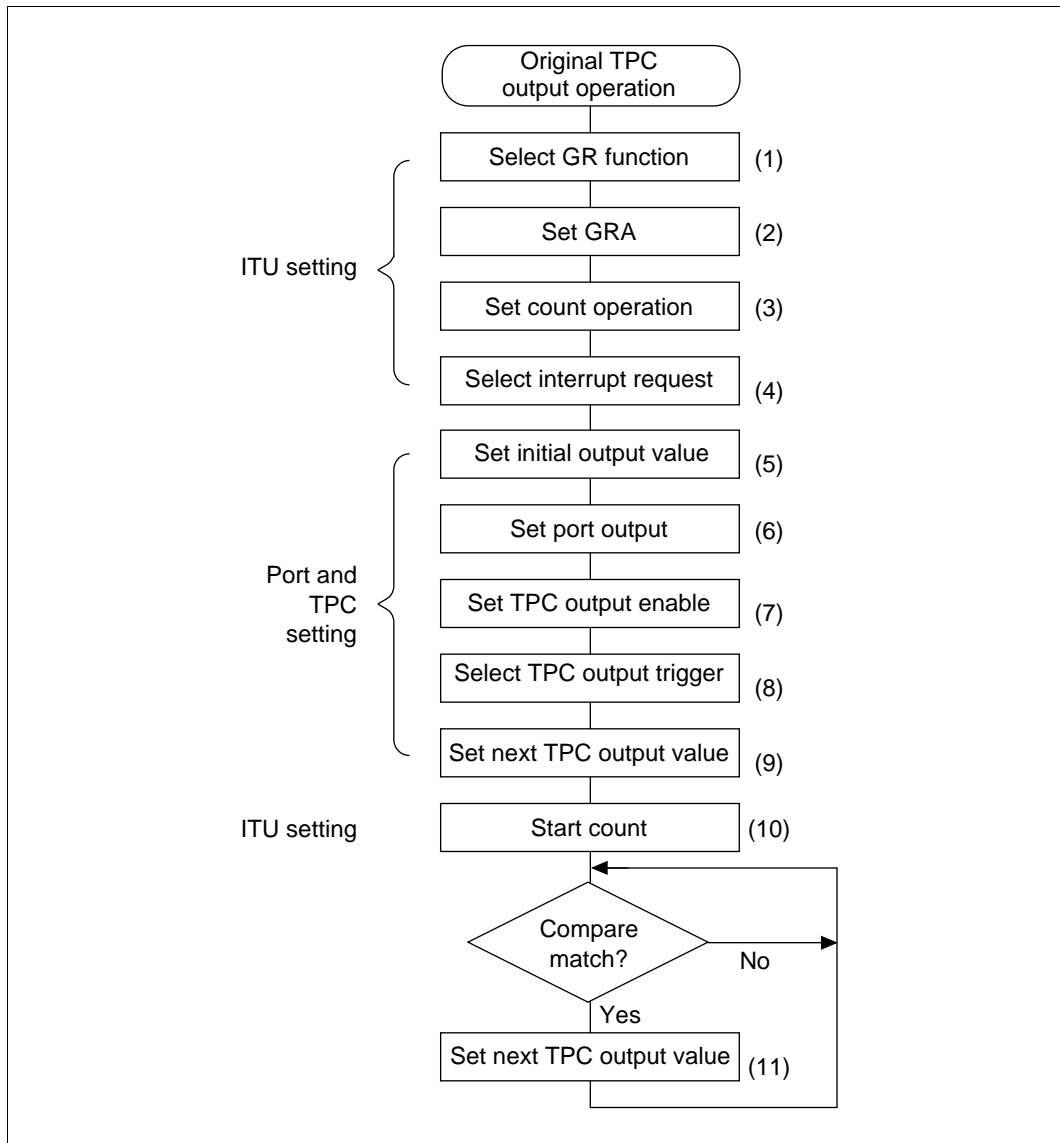 Original TPC
output operation
Select GR function (1)
Set GRA (2)
ITU setting
Set count operation (3)
Select interrupt request (4)
Set initial output value (5)
Set port output (6)
Port and
TPC
setting
Set TPC output enable (7)
Select TPC output trigger (8)
Set next TPC output value (9)
ITU setting
Start count (10)
Compare
match?
No
Yes
Set next TPC output value (11)